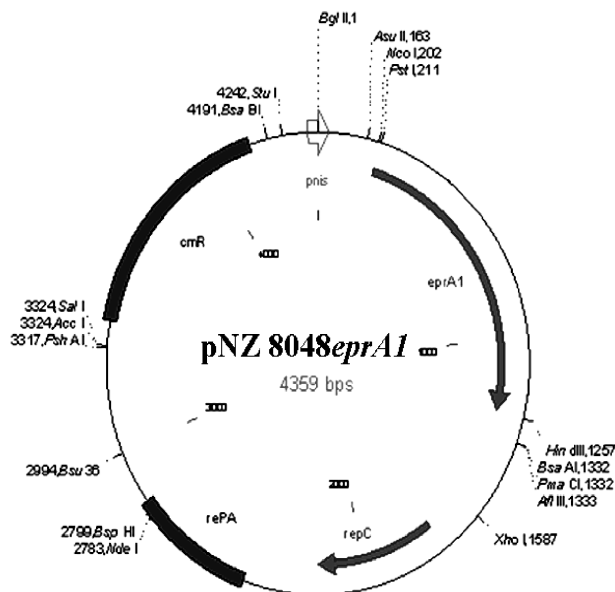 Bgl II,1
Asu II,163
Nco I,202
Pst I,211
4242,Stu I
4191,Bsa BI
pnis
cmR
eprA1
3324,Sal I
3324,Acc I
3317,Psh AI
pNZ 8048eprA1
4359 bps
1000
2000
3000
4000
Hin dIII,1257
Bsa AI,1332
Pma CI,1332
Afl III,1333
Xho I,1587
2994,Bsu 36
2799,Bsp HI
2783,Nde I
rePA
repC